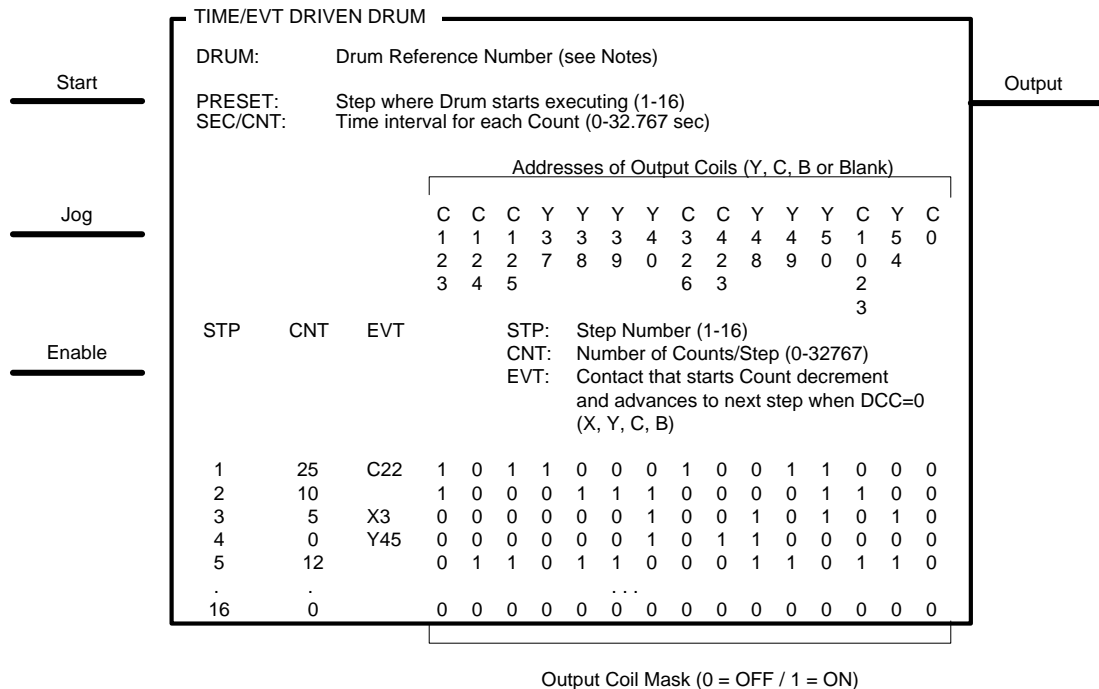 TIME/EVT DRIVEN DRUM
DRUM: Drum Reference Number (see Notes)
Start
Output
PRESET: Step where Drum starts executing (1-16)
SEC/CNT: Time interval for each Count (0-32.767 sec)
Addresses of Output Coils (Y, C, B or Blank)
Jog
C C C Y Y Y Y C C Y Y Y C Y C
1 1 1 3 3 3 4 3 4 4 4 5 1 5 0
2 2 2 7 8 9 0 2 2 8 9 0 0 4
3 4 5 6 3 2
3
STP CNT EVT STP: Step Number (1-16)
Enable
CNT: Number of Counts/Step (0-32767)
EVT: Contact that starts Count decrement
and advances to next step when DCC=0
(X, Y, C, B)
1 25 C22 1 0 1 1 0 0 0 1 0 0 1 1 0 0 0
2 10 1 0 0 0 1 1 1 0 0 0 0 1 1 0 0
3 5 X3 0 0 0 0 0 0 1 0 0 1 0 1 0 1 0
4 0 Y45 0 0 0 0 0 0 1 0 1 1 0 0 0 0 0
5 12 0 1 1 0 1 1 0 0 0 1 1 0 1 1 0
. . . . .
16 0 0 0 0 0 0 0 0 0 0 0 0 0 0 0 0
Output Coil Mask (0 = OFF / 1 = ON)